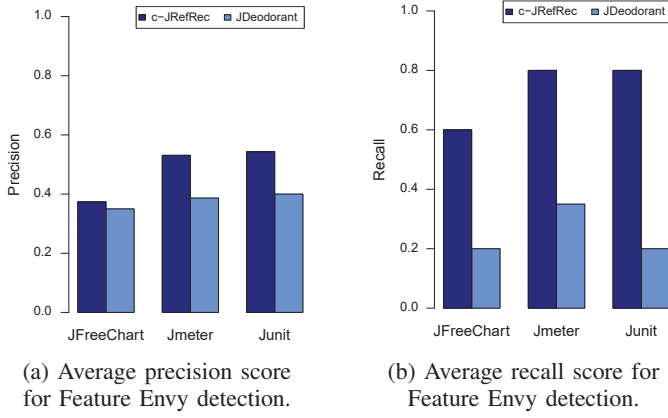 c-JRefRec JDeodorant
1.0
0.8
0.6
0.4
0.2
0.0
Precision
JFreeChart Jmeter Junit
(a) Average precision score
for Feature Envy detection.
c-JRefRec JDeodorant
1.0
0.8
0.6
0.4
0.2
0.0
Recall
JFreeChart Jmeter Junit
(b) Average recall score for
Feature Envy detection.